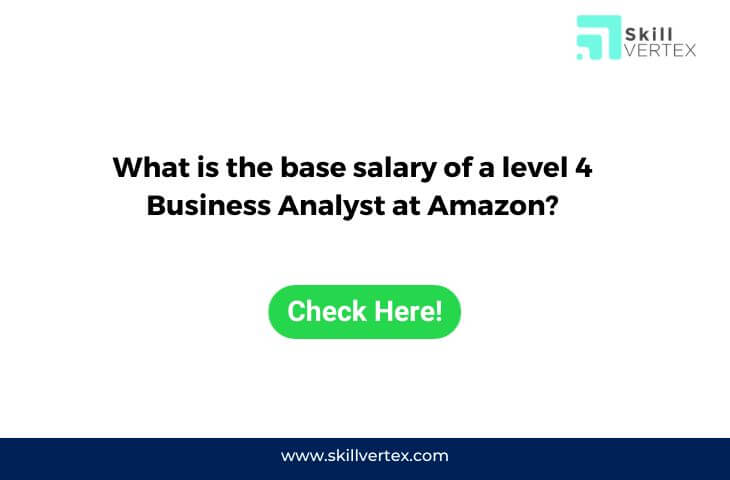 Skill
VERTEX
What is the base salary of a level 4
Business Analyst at Amazon?
Check Here!
www.skillvertex.com